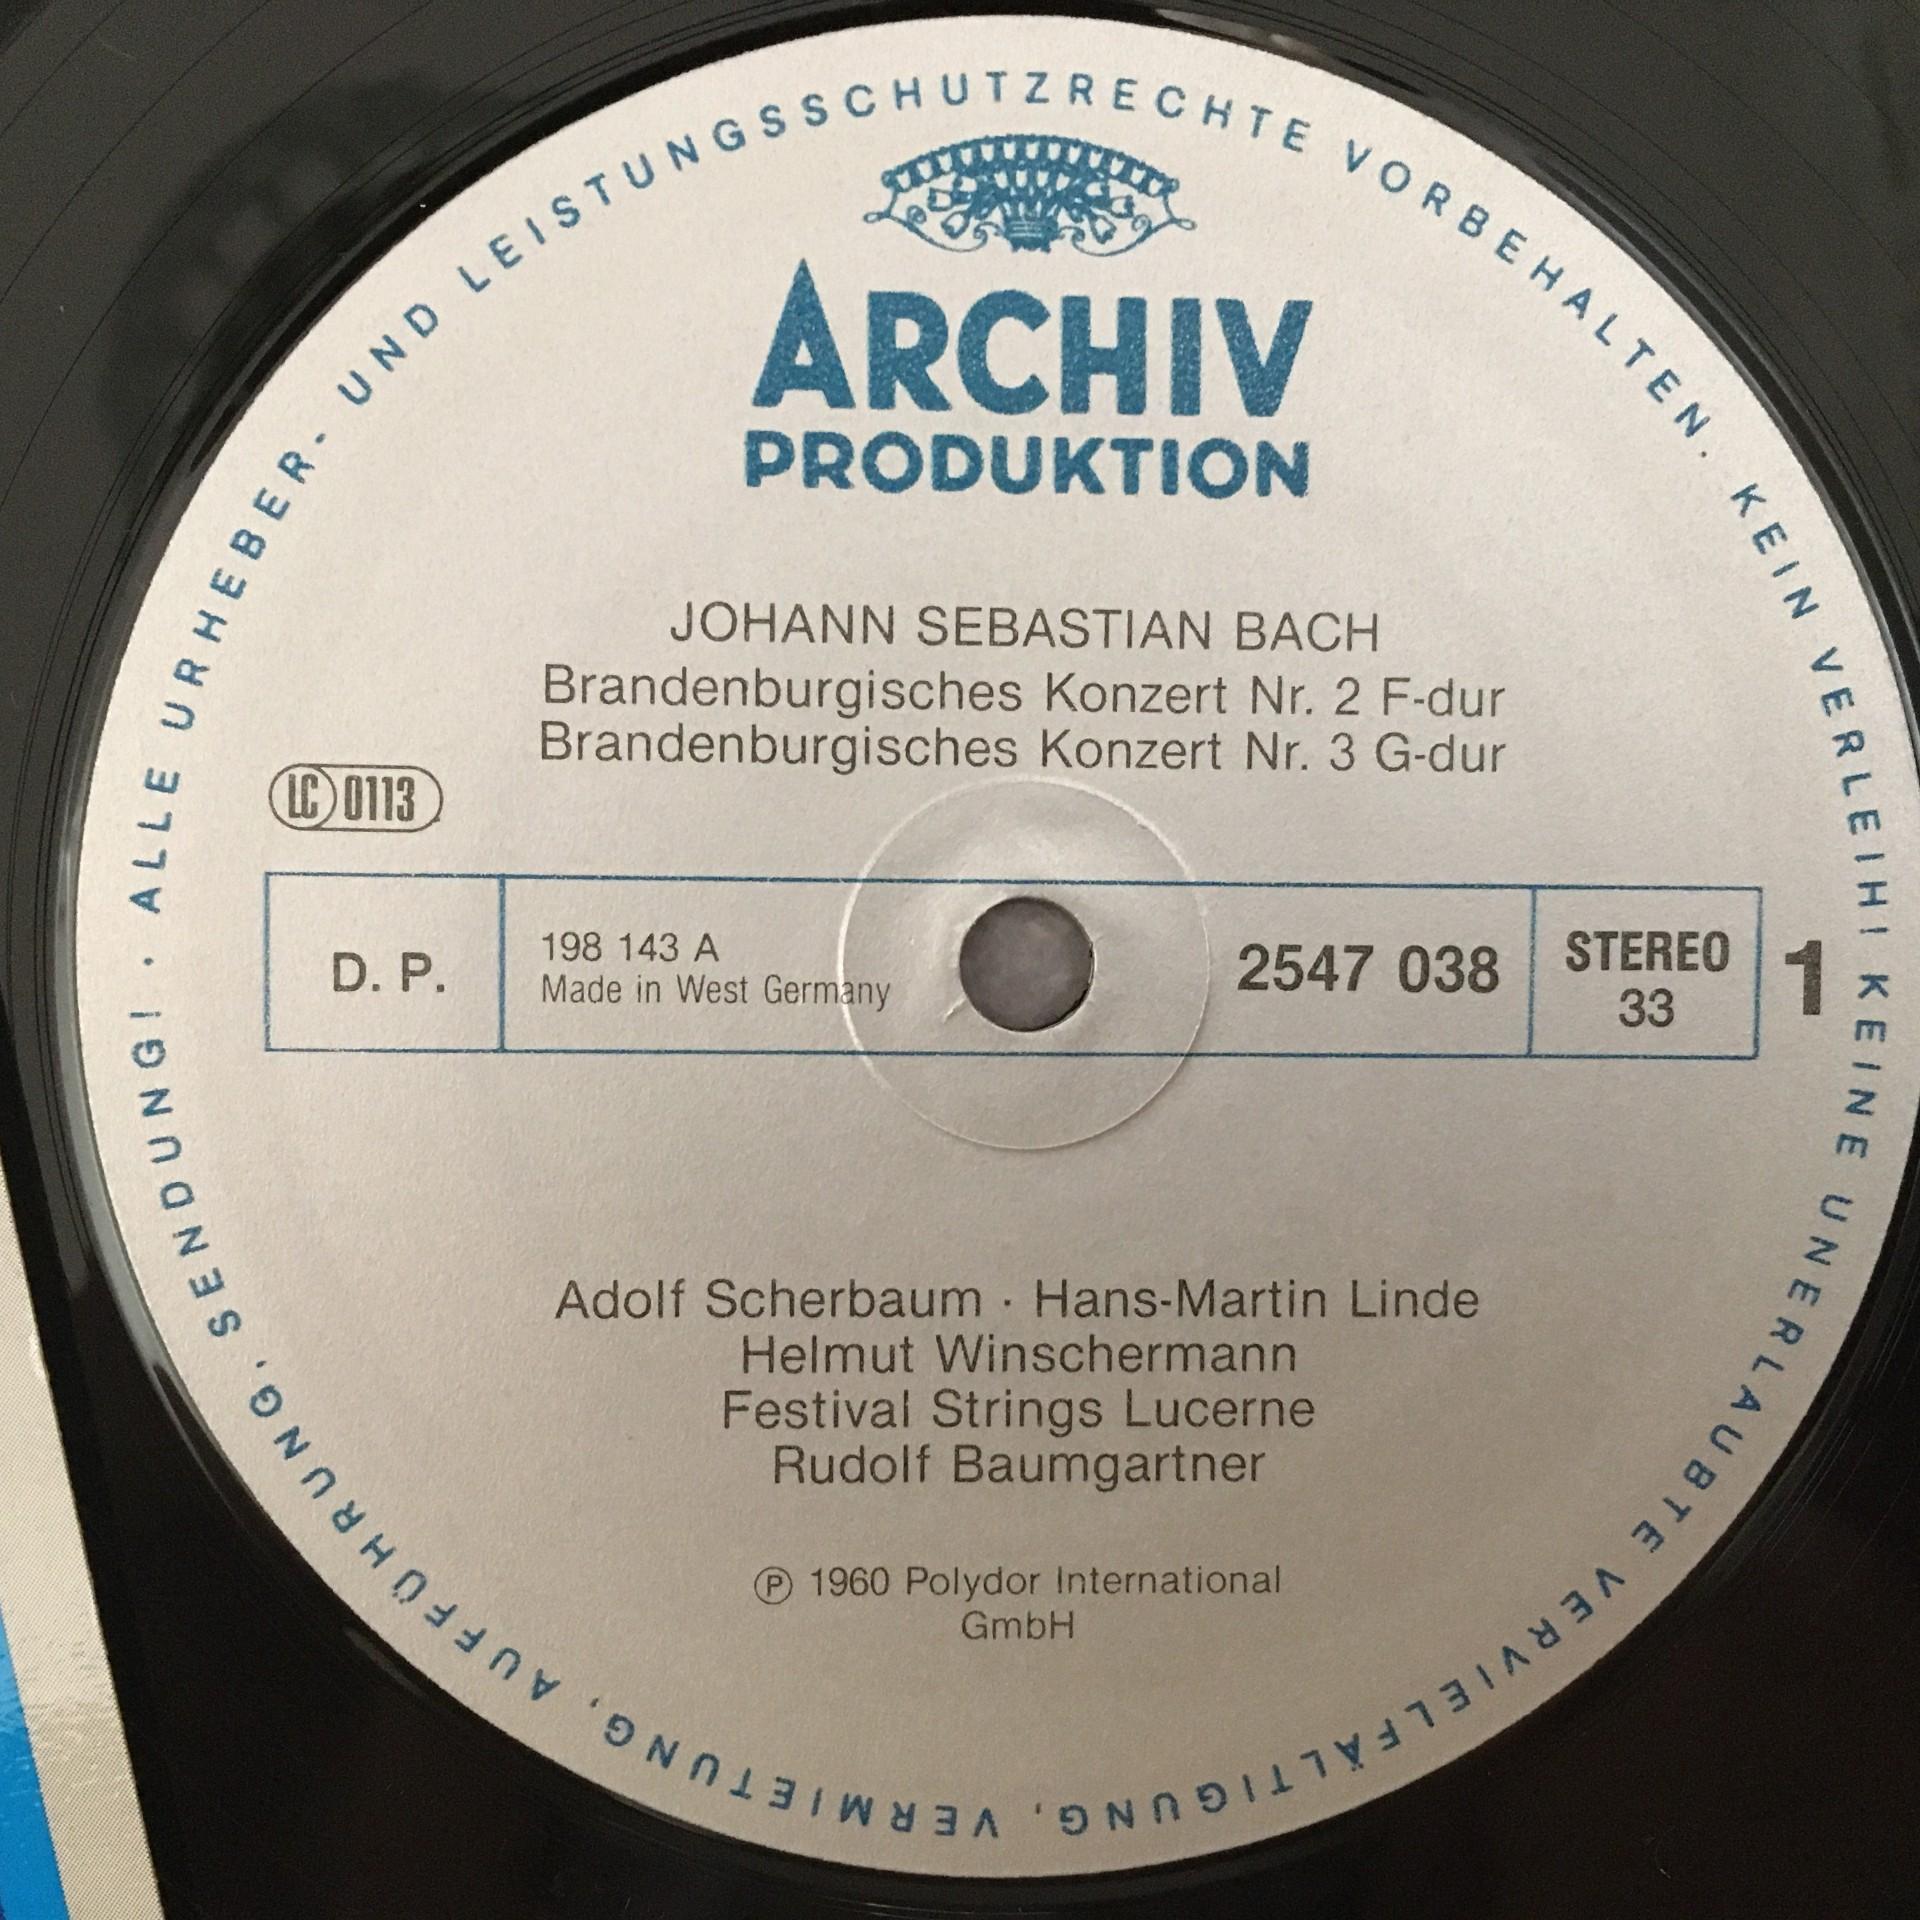 ALLE URHEBER- UND LEISTUNGSSCHUTZRECHTE VORBEHALTEN. KEIN VERLEIH! KEINE UNERLAUBTE VERVIELFÄLTIGUNG, VERMIETUNG, AUFFÜHRUNG, SENDUNG! ·
ARCHIV
PRODUKTION
JOHANN SEBASTIAN BACH
Brandenburgisches Konzert Nr. 2 F-dur
Brandenburgisches Konzert Nr. 3 G-dur
LC 0113
D. P.
198 143 A
Made in West Germany
2547 038
STEREO
33
1
Adolf Scherbaum · Hans-Martin Linde
Helmut Winschermann
Festival Strings Lucerne
Rudolf Baumgartner
℗ 1960 Polydor International
GmbH